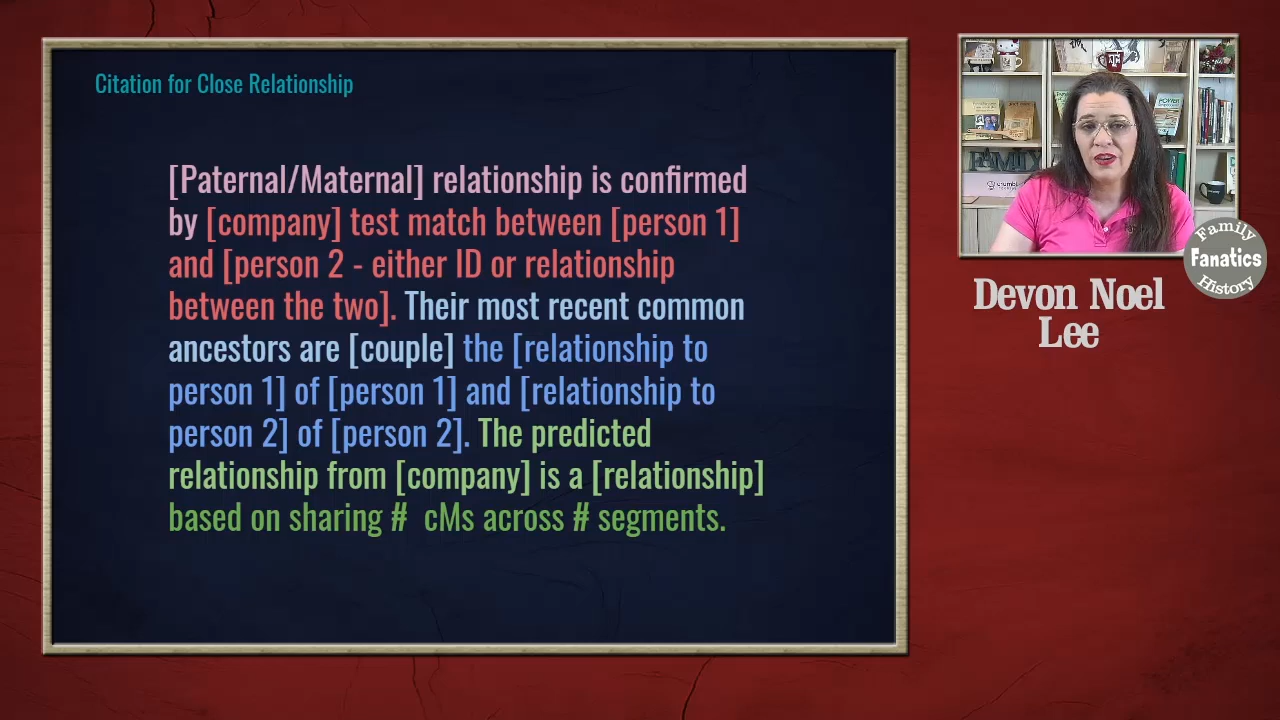 Citation for Close Relationship
[Paternal/Maternal] relationship is confirmed
by [company] test match between [person 1]
and [person 2 - either ID or relationship
between the two]. Their most recent common
ancestors are [couple] the [relationship to
person 1] of [person 1] and [relationship to
person 2] of [person 2]. The predicted
relationship from [company] is a [relationship]
based on sharing #  cMs across # segments.
FAMILY
Family
Fanatics
History
Devon Noel
Lee